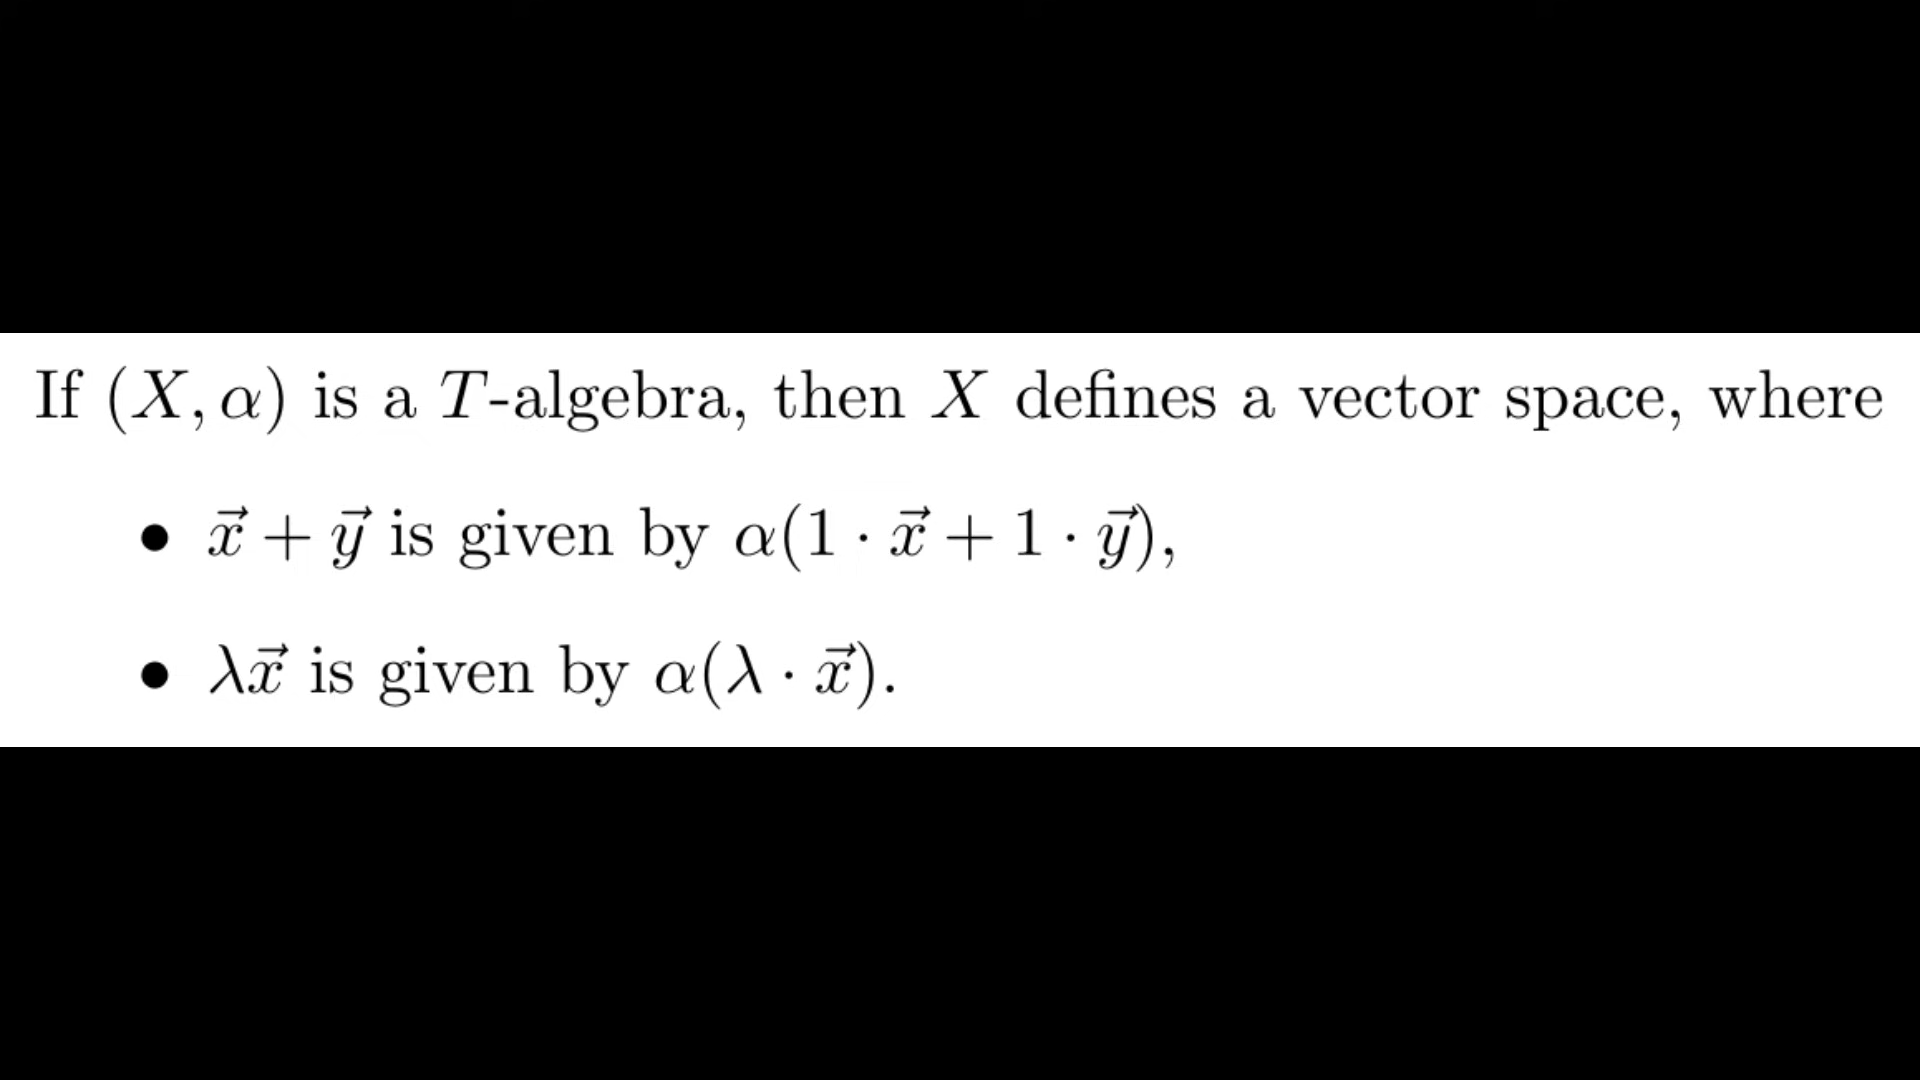 If (X, α) is a T-algebra, then X defines a vector space, where
• x⃗ + y⃗ is given by α(1 · x⃗ + 1 · y⃗),
• λx⃗ is given by α(λ · x⃗).